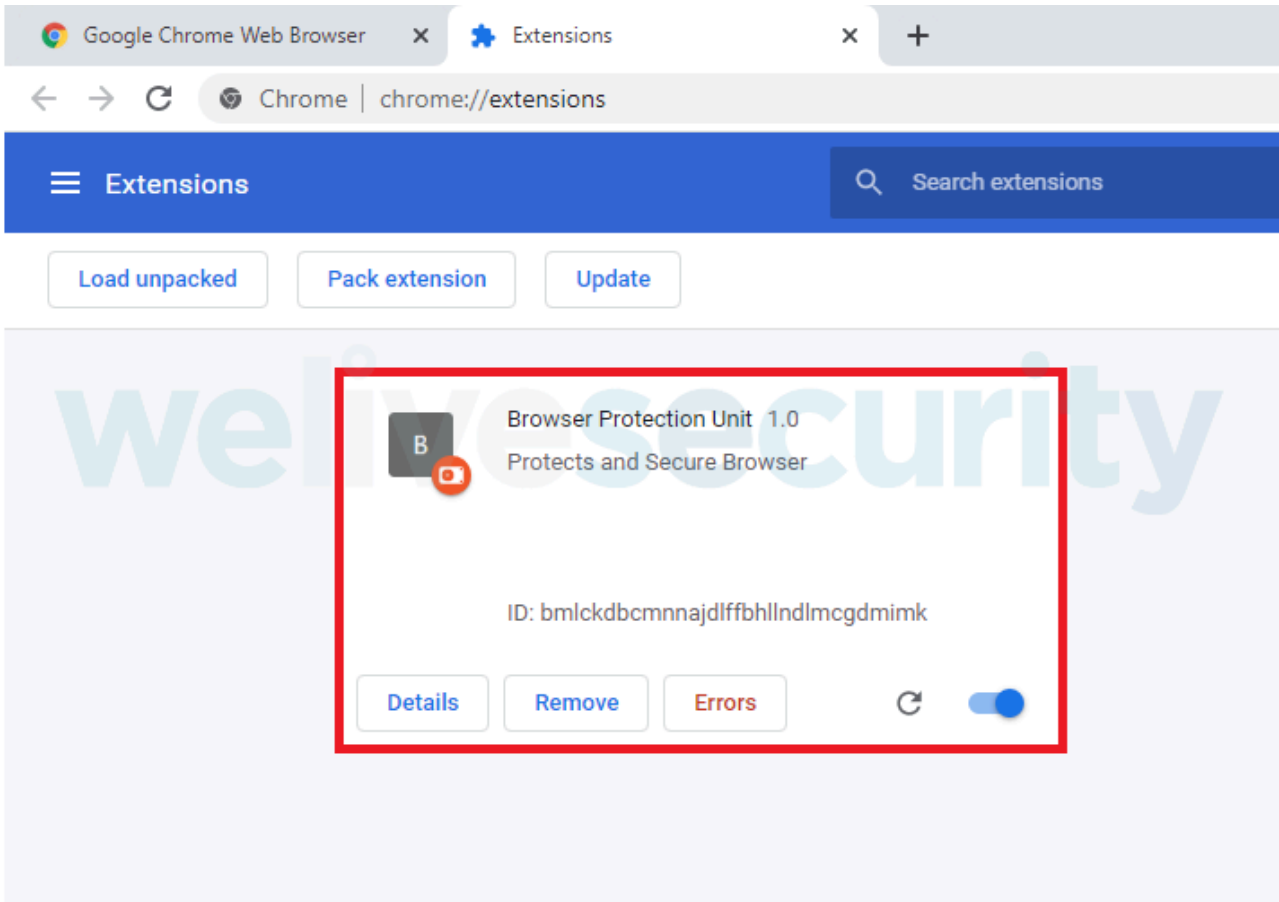 Google Chrome Web Browser
Extensions
Chrome
chrome://extensions
Extensions
Search extensions
Load unpacked
Pack extension
Update
welivesecurity
B
Browser Protection Unit 1.0
Protects and Secure Browser
ID: bmlckdbcmnnajdlffbhllndlmcgdmimk
Details
Remove
Errors